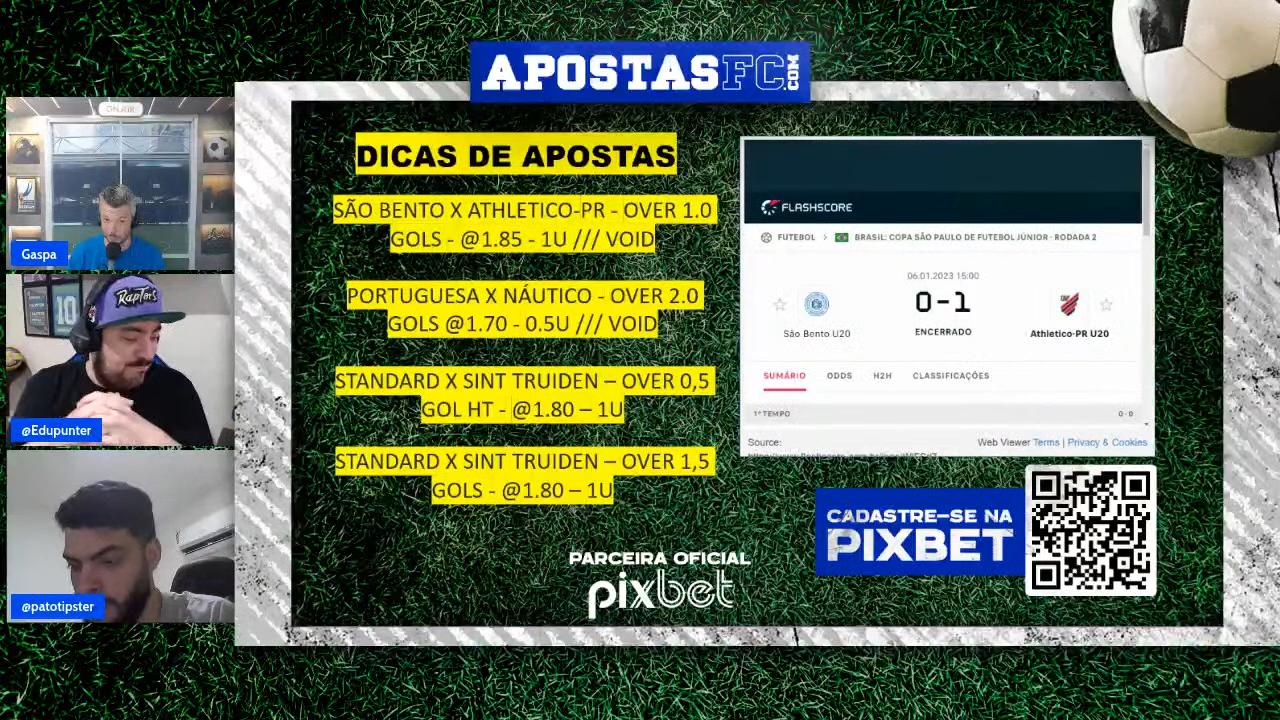 APOSTASFC.COM
ON AIR
Gaspa
@Edupunter
@patotipster
DICAS DE APOSTAS
SÃO BENTO X ATHLETICO-PR - OVER 1.0
GOLS - @1.85 - 1U /// VOID
PORTUGUESA X NÁUTICO - OVER 2.0
GOLS @1.70 - 0.5U /// VOID
STANDARD X SINT TRUIDEN – OVER 0,5
GOL HT - @1.80 – 1U
STANDARD X SINT TRUIDEN – OVER 1,5
GOLS - @1.80 – 1U
PARCEIRA OFICIAL
pixbet
FLASHSCORE
FUTEBOL > BRASIL: COPA SÃO PAULO DE FUTEBOL JÚNIOR - RODADA 2
06.01.2023 15:00
0-1
ENCERRADO
São Bento U20
Athletico-PR U20
SUMÁRIO ODDS H2H CLASSIFICAÇÕES
1º TEMPO 0-0
Source: Web Viewer Terms | Privacy & Cookies
CADASTRE-SE NA
PIXBET
RAPTORS
10